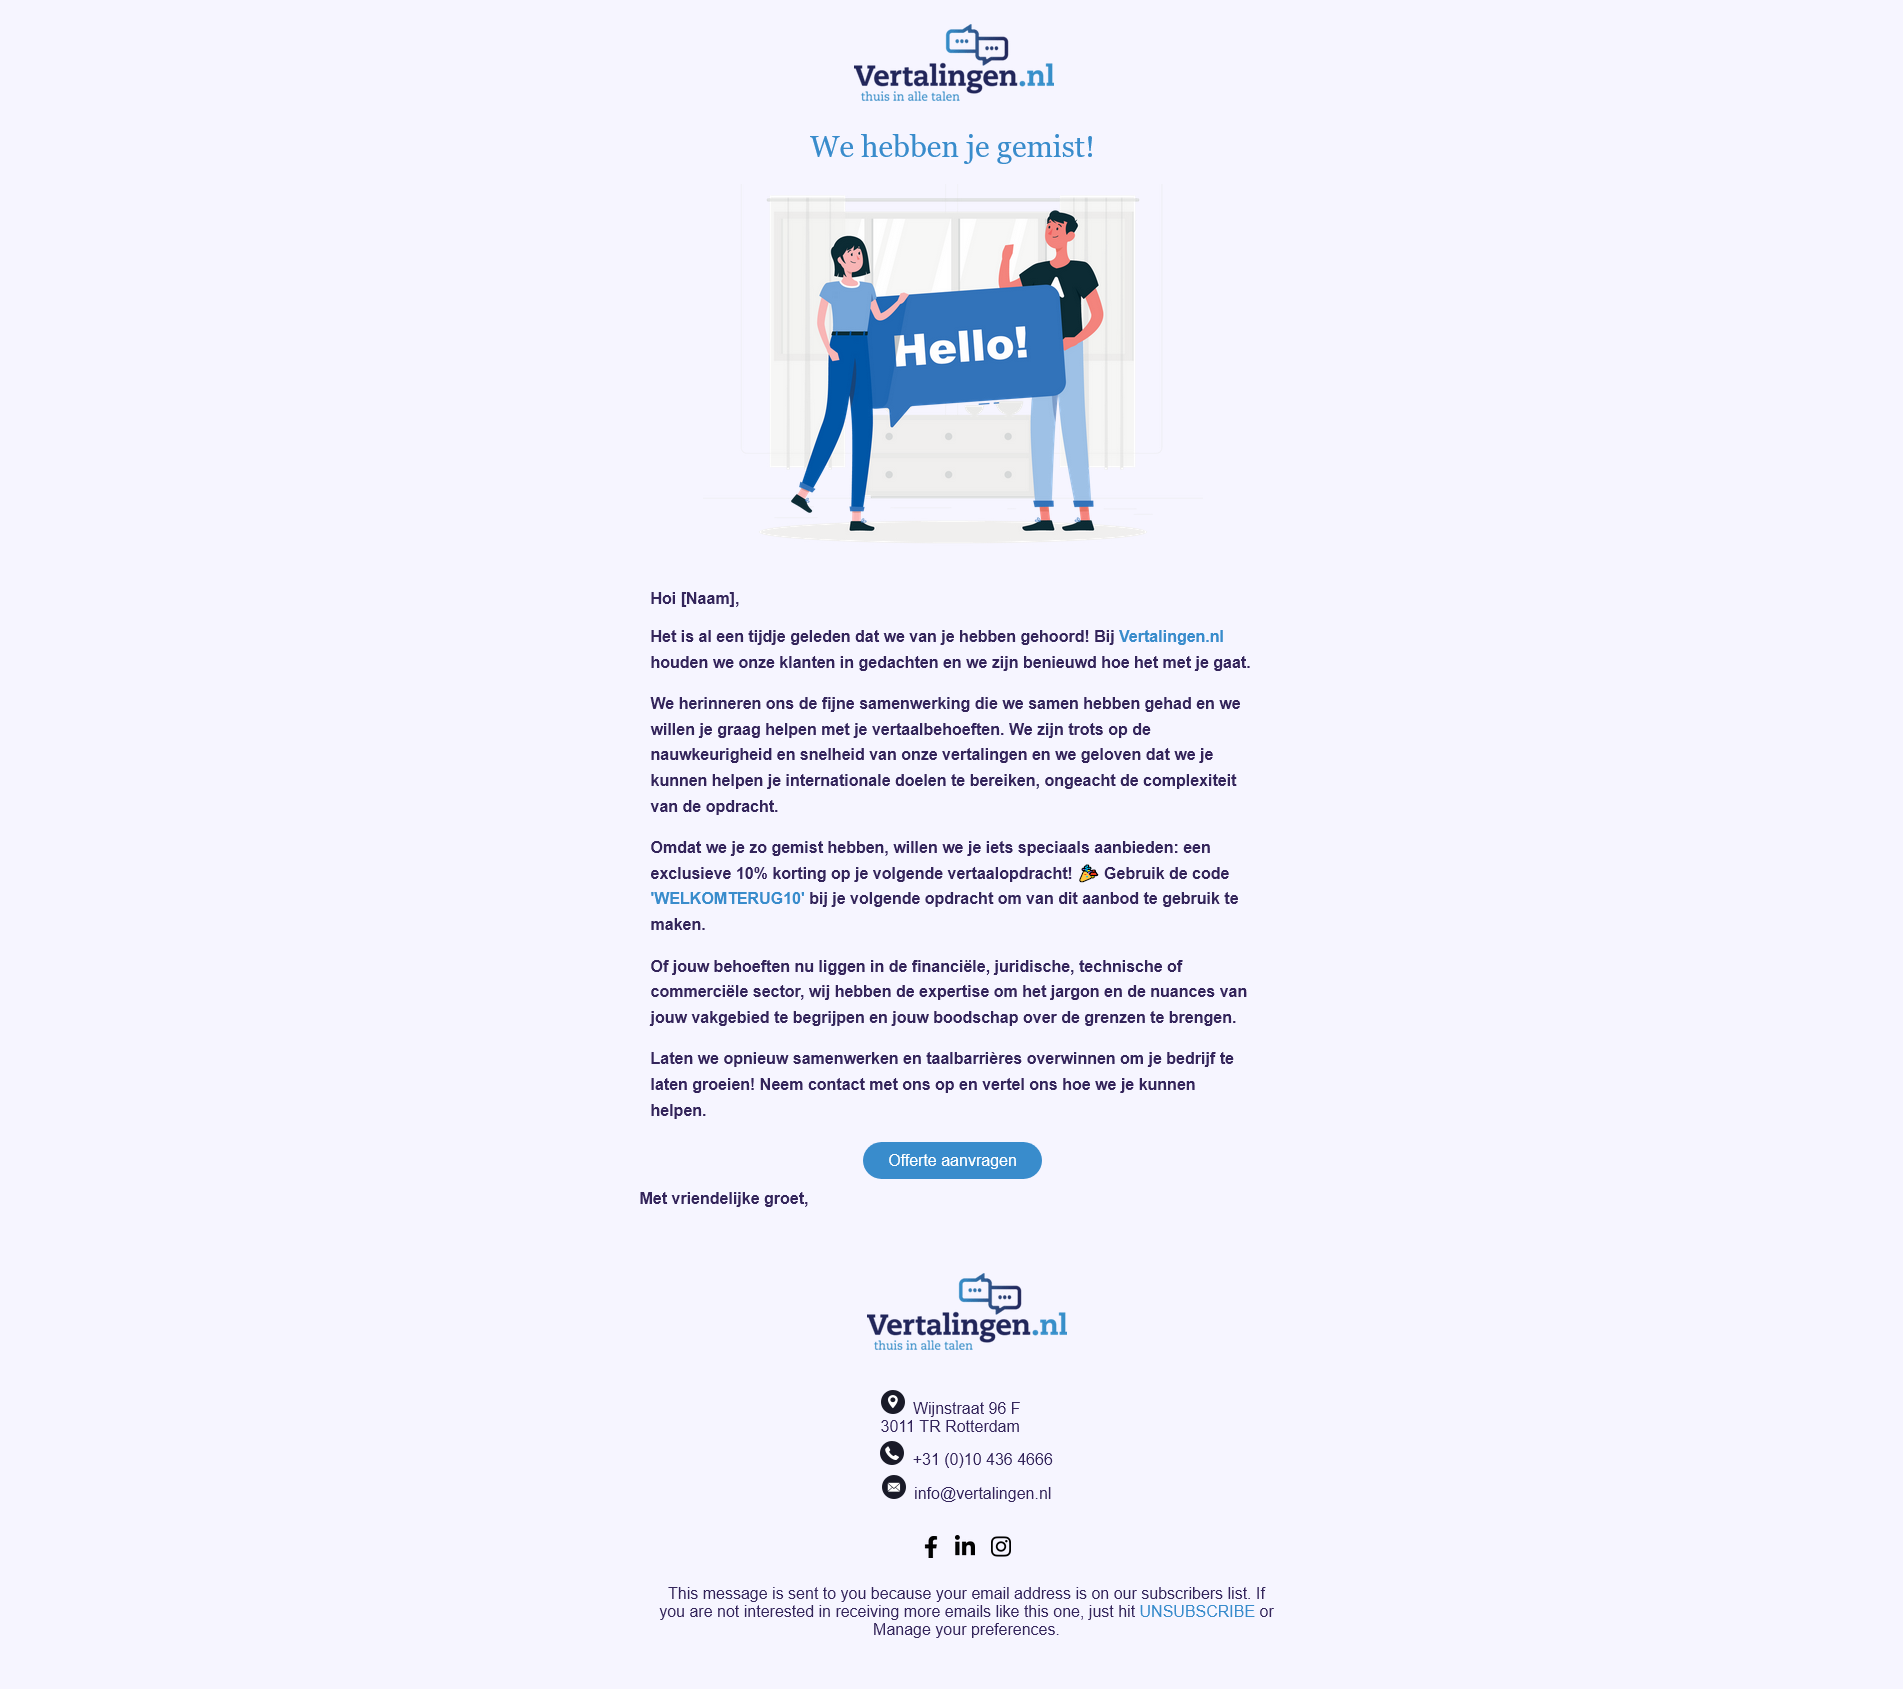 Vertalingen.nl
thuis in alle talen
We hebben je gemist!
Hello!
Hoi [Naam],
Het is al een tijdje geleden dat we van je hebben gehoord! Bij Vertalingen.nl
houden we onze klanten in gedachten en we zijn benieuwd hoe het met je gaat.
We herinneren ons de fijne samenwerking die we samen hebben gehad en we
willen je graag helpen met je vertaalbehoeften. We zijn trots op de
nauwkeurigheid en snelheid van onze vertalingen en we geloven dat we je
kunnen helpen je internationale doelen te bereiken, ongeacht de complexiteit
van de opdracht.
Omdat we je zo gemist hebben, willen we je iets speciaals aanbieden: een
exclusieve 10% korting op je volgende vertaalopdracht! 🎉 Gebruik de code
'WELKOMTERUG10' bij je volgende opdracht om van dit aanbod te gebruik te
maken.
Of jouw behoeften nu liggen in de financiële, juridische, technische of
commerciële sector, wij hebben de expertise om het jargon en de nuances van
jouw vakgebied te begrijpen en jouw boodschap over de grenzen te brengen.
Laten we opnieuw samenwerken en taalbarrières overwinnen om je bedrijf te
laten groeien! Neem contact met ons op en vertel ons hoe we je kunnen
helpen.
Offerte aanvragen
Met vriendelijke groet,
Vertalingen.nl
thuis in alle talen
Wijnstraat 96 F
3011 TR Rotterdam
+31 (0)10 436 4666
info@vertalingen.nl
This message is sent to you because your email address is on our subscribers list. If
you are not interested in receiving more emails like this one, just hit UNSUBSCRIBE or
Manage your preferences.